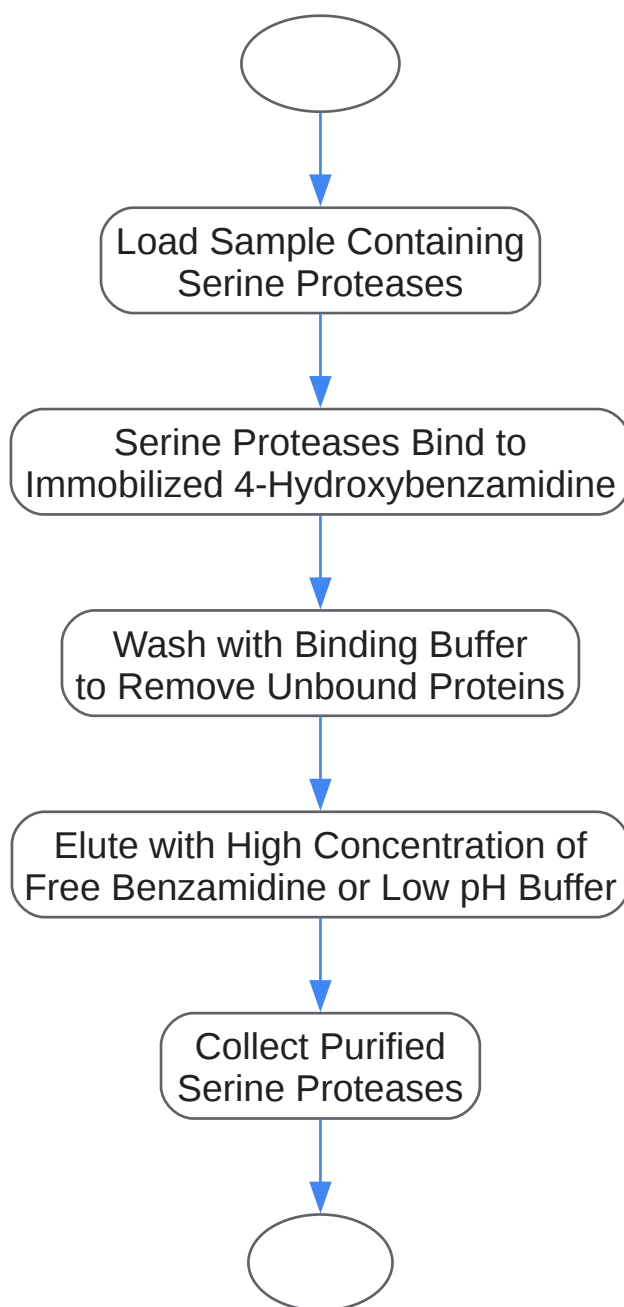 Load Sample Containing
Serine Proteases
Serine Proteases Bind to
Immobilized 4-Hydroxybenzamidine
Wash with Binding Buffer
to Remove Unbound Proteins
Elute with High Concentration of
Free Benzamidine or Low pH Buffer
Collect Purified
Serine Proteases